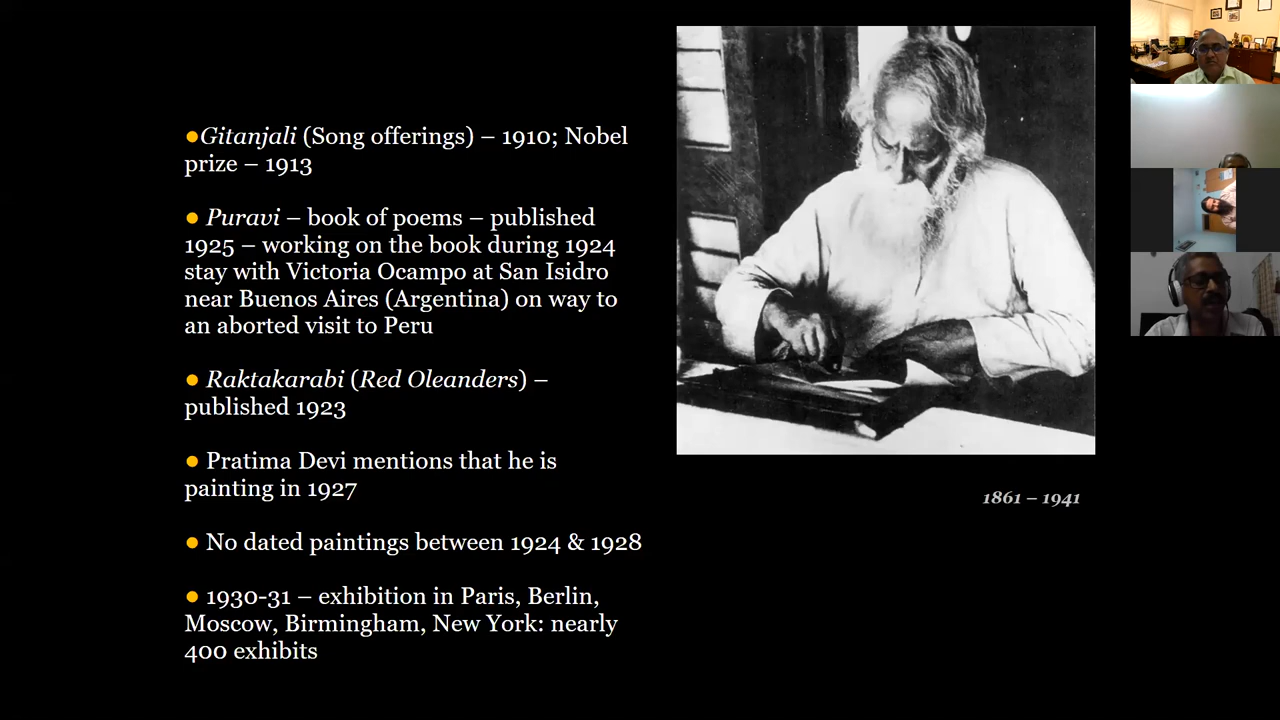 ●Gitanjali (Song offerings) – 1910; Nobel
prize – 1913
● Puravi – book of poems – published
1925 – working on the book during 1924
stay with Victoria Ocampo at San Isidro
near Buenos Aires (Argentina) on way to
an aborted visit to Peru
● Raktakarabi (Red Oleanders) –
published 1923
● Pratima Devi mentions that he is
painting in 1927
● No dated paintings between 1924 & 1928
● 1930-31 – exhibition in Paris, Berlin,
Moscow, Birmingham, New York: nearly
400 exhibits
1861 – 1941